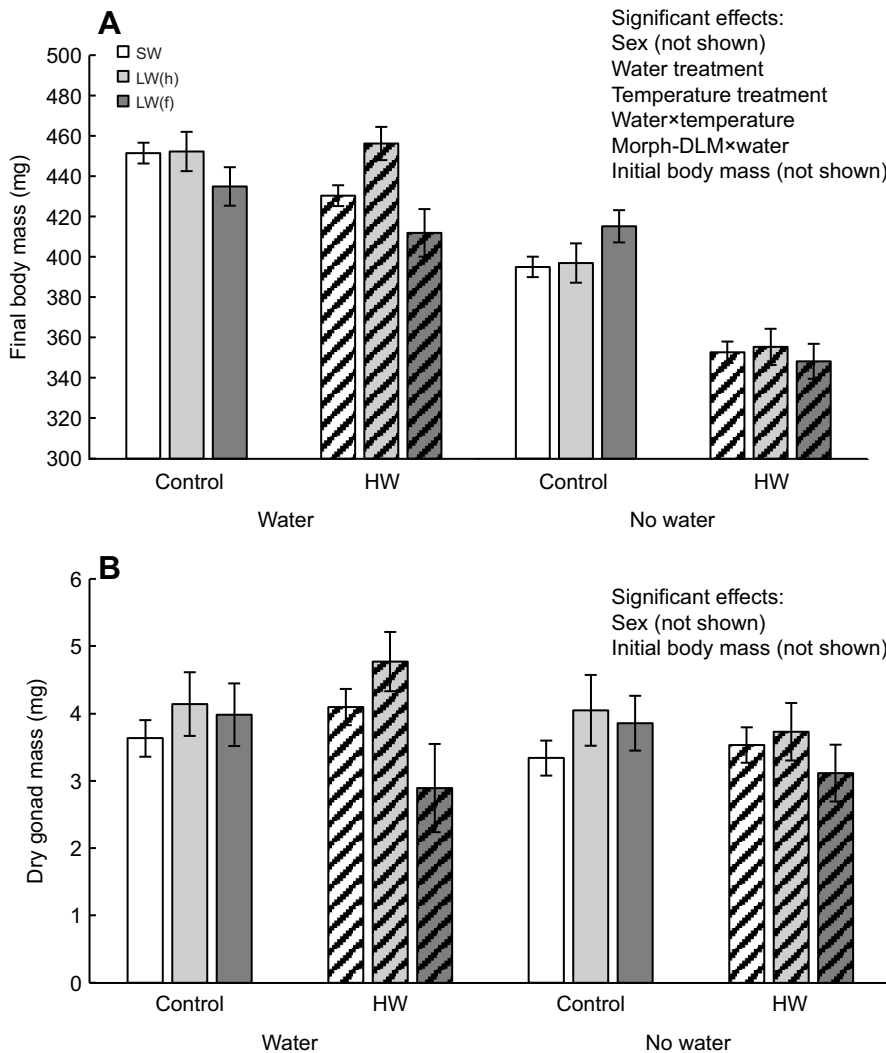 A
Significant effects:
Sex (not shown)
Water treatment
Temperature treatment
Water×temperature
Morph-DLM×water
Initial body mass (not shown)
SW
LW(h)
LW(f)
Final body mass (mg)
500
480
460
440
420
400
380
360
340
320
300
Control HW Control HW
Water No water
B
Significant effects:
Sex (not shown)
Initial body mass (not shown)
Dry gonad mass (mg)
6
5
4
3
2
1
0
Control HW Control HW
Water No water